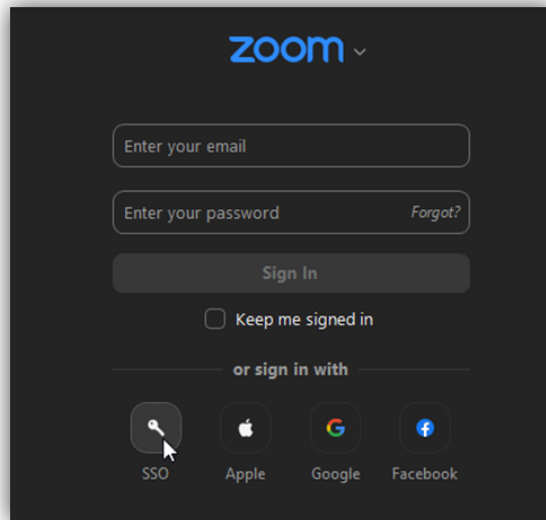 zoom
Enter your email
Enter your password Forgot?
Sign In
Keep me signed in
or sign in with
SSO Apple Google Facebook